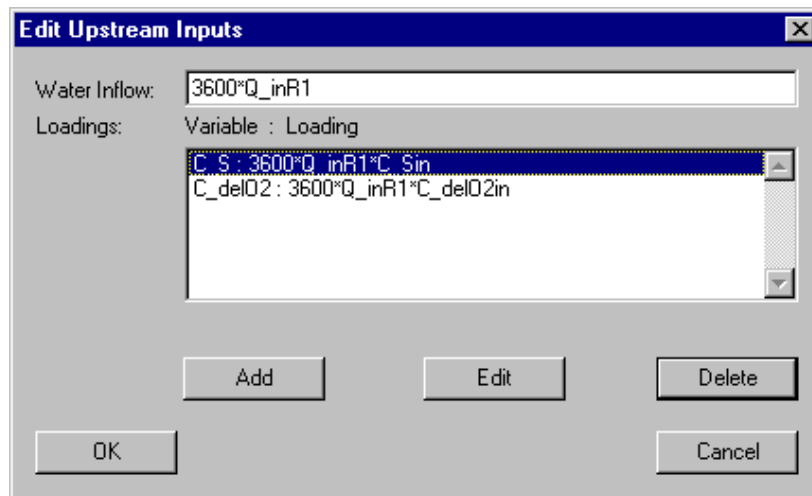 Edit Upstream Inputs
Water Inflow: 3600*Q_inR1
Loadings: Variable : Loading
C_S : 3600*Q_inR1*C_Sin
C_delO2 : 3600*Q_inR1*C_delO2in
Add Edit Delete
OK Cancel